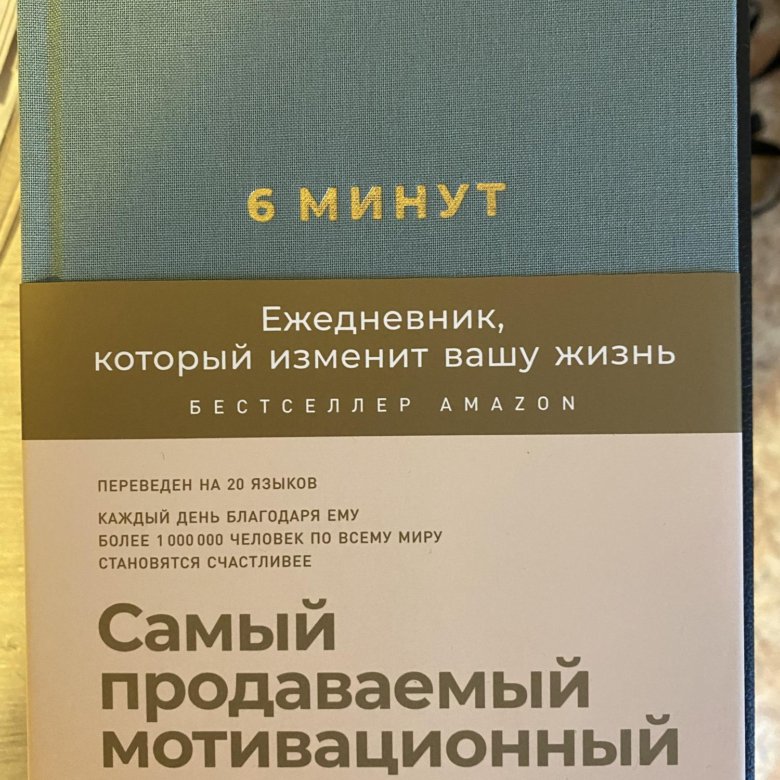 6 МИНУТ
Ежедневник,
который изменит вашу жизнь
БЕСТСЕЛЛЕР AMAZON
ПЕРЕВЕДЕН НА 20 ЯЗЫКОВ
КАЖДЫЙ ДЕНЬ БЛАГОДАРЯ ЕМУ
БОЛЕЕ 1 000 000 ЧЕЛОВЕК ПО ВСЕМУ МИРУ
СТАНОВЯТСЯ СЧАСТЛИВЕЕ
Самый
продаваемый
мотивационный